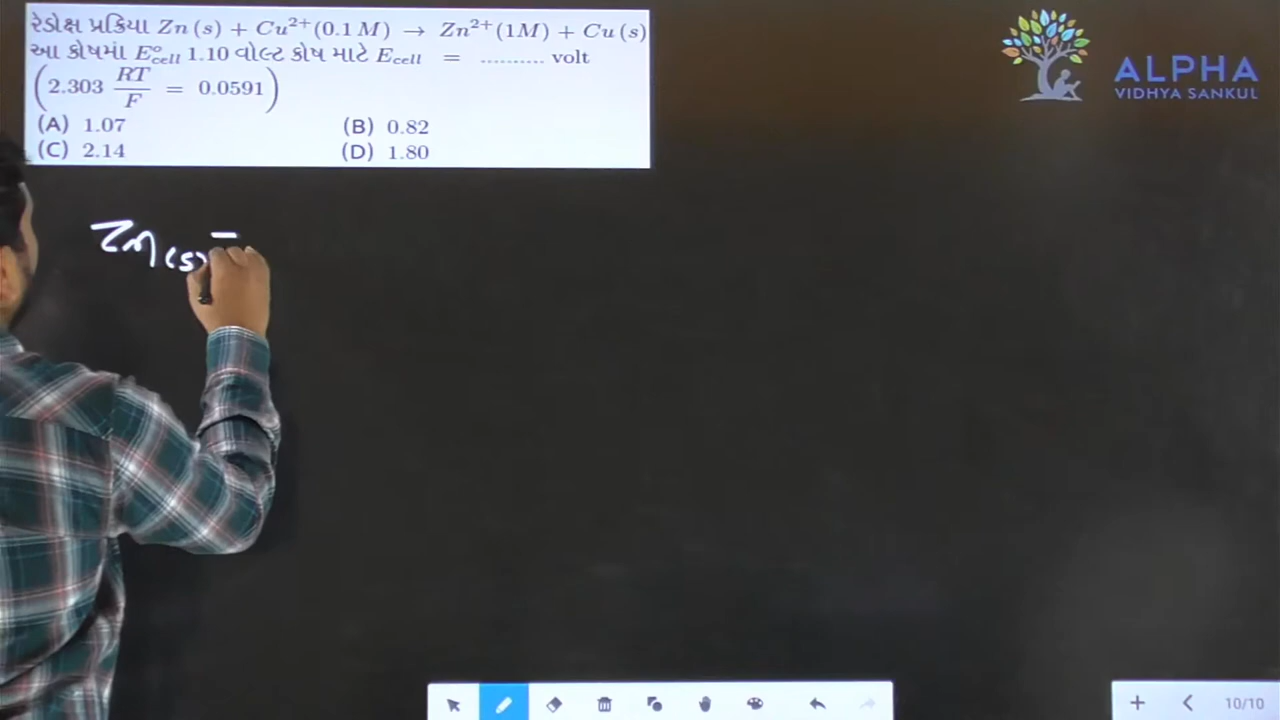 રેડોક્ષ પ્રક્રિયા Zn (s) + Cu²⁺ (0.1 M) → Zn²⁺ (1M) + Cu (s)
આ કોષમાં E°cell 1.10 વોલ્ટ કોષ માટે Ecell = .......... volt
(2.303 RT/F = 0.0591)
(A) 1.07 (B) 0.82
(C) 2.14 (D) 1.80
ALPHA
VIDHYA SANKUL
Zn(s)
10/10